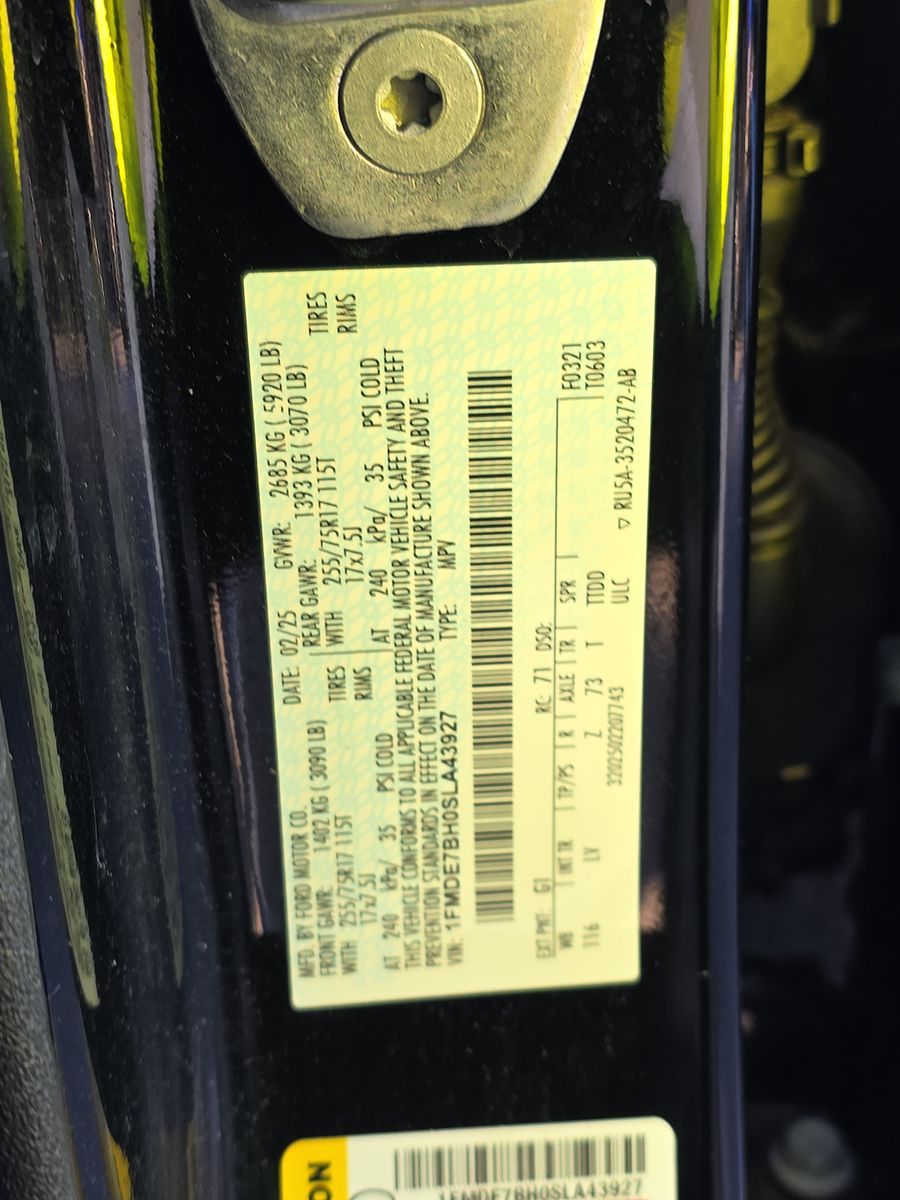 MFD. BY FORD MOTOR CO. DATE: 02/25 GVWR: 2685 KG ( 5920 LB)
FRONT GAWR: 1402 KG ( 3090 LB) REAR GAWR: 1393 KG ( 3070 LB)
WITH 255/75R17 115T TIRES WITH 255/75R17 115T TIRES
17x7.5J RIMS 17x7.5J RIMS
AT 240 kPa/ 35 PSI COLD AT 240 kPa/ 35 PSI COLD
THIS VEHICLE CONFORMS TO ALL APPLICABLE FEDERAL MOTOR VEHICLE SAFETY AND THEFT
PREVENTION STANDARDS IN EFFECT ON THE DATE OF MANUFACTURE SHOWN ABOVE.
VIN: 1FMDE7BH0SLA43927 TYPE: MPV
EXT PNT: G1 RC: 71 DSO: F0321
WB INT TR TP/PS R AXLE TR SPR T0603
116 LV Z 73 T TTDD
3202502207743 ULC ▽ RU5A-3520472-AB
ON
1FMDE7BH0SLA43927